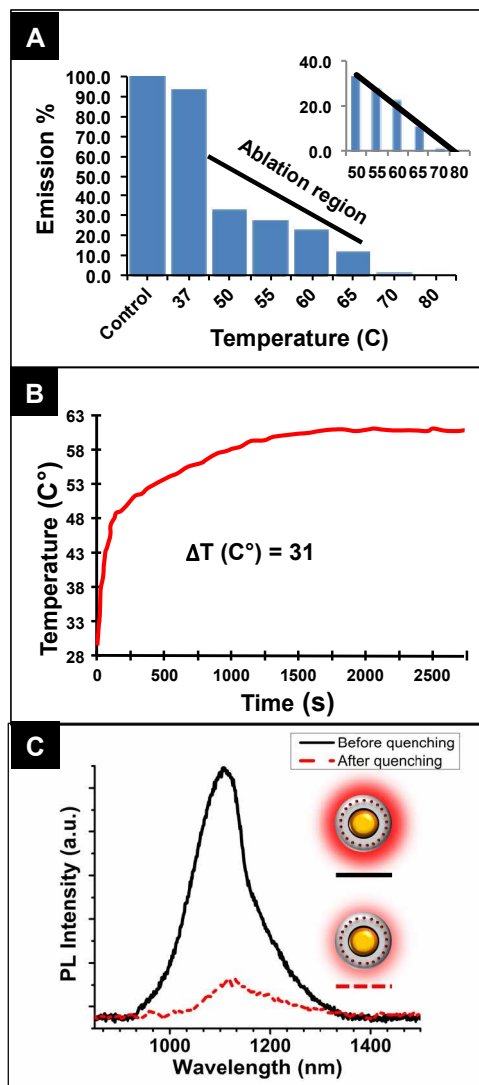 A
Emission %
100.0
90.0
80.0
70.0
60.0
50.0
40.0
30.0
20.0
10.0
0.0
Control
37
50
55
60
65
70
80
Temperature (C)
Ablation region
40.0
20.0
0.0
50 55 60 65 70 80
B
Temperature (C°)
63
58
53
48
43
38
33
28
0 500 1000 1500 2000 2500
Time (s)
ΔT (C°) = 31
C
Before quenching
After quenching
PL Intensity (a.u.)
1000 1200 1400
Wavelength (nm)